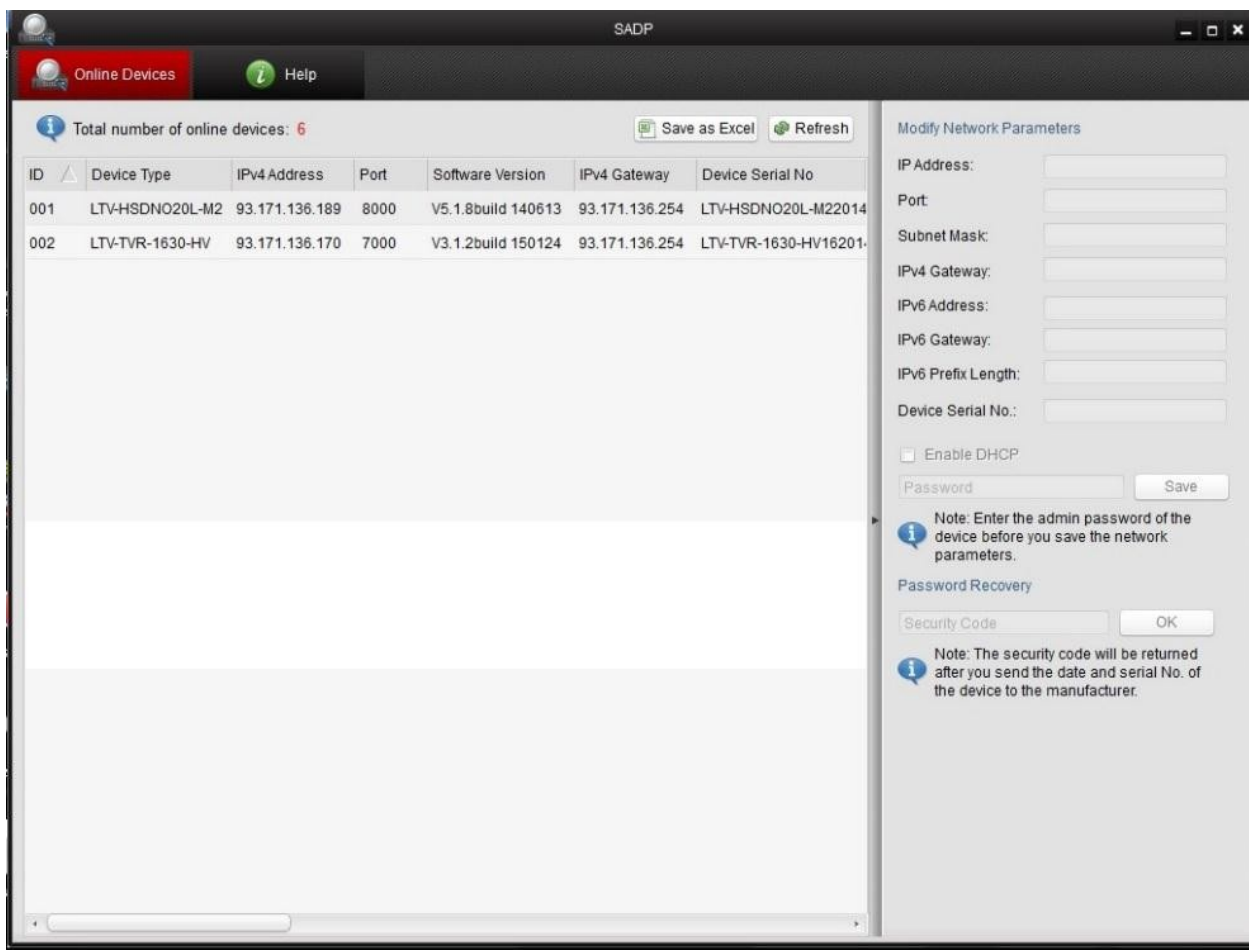 SADP
Online Devices
Help
Total number of online devices: 6
Save as Excel
Refresh
ID Device Type IPv4 Address Port Software Version IPv4 Gateway Device Serial No
001 LTV-HSDNO20L-M2 93.171.136.189 8000 V5.1.8build 140613 93.171.136.254 LTV-HSDNO20L-M22014
002 LTV-TVR-1630-HV 93.171.136.170 7000 V3.1.2build 150124 93.171.136.254 LTV-TVR-1630-HV16201
Modify Network Parameters
IP Address:
Port:
Subnet Mask:
IPv4 Gateway:
IPv6 Address:
IPv6 Gateway:
IPv6 Prefix Length:
Device Serial No.:
Enable DHCP
Password
Save
Note: Enter the admin password of the
device before you save the network
parameters.
Password Recovery
Security Code
OK
Note: The security code will be returned
after you send the date and serial No. of
the device to the manufacturer.